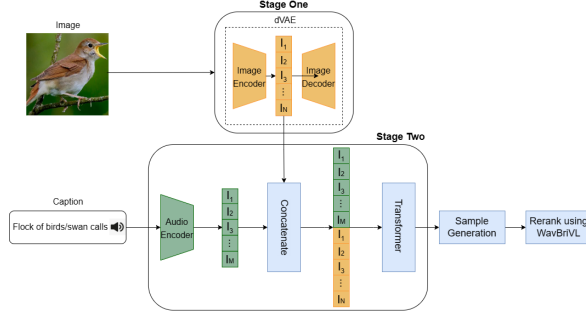 Stage One
Image
dVAE
Image
Encoder
I1
I2
I3
⋮
IN
Image
Decoder
Stage Two
Caption
Flock of birds/swan calls
Audio
Encoder
I1
I2
I3
⋮
IM
Concatenate
I1
I2
I3
⋮
IM
I1
I2
I3
⋮
IN
Transformer
Sample
Generation
Rerank using
WavBriVL